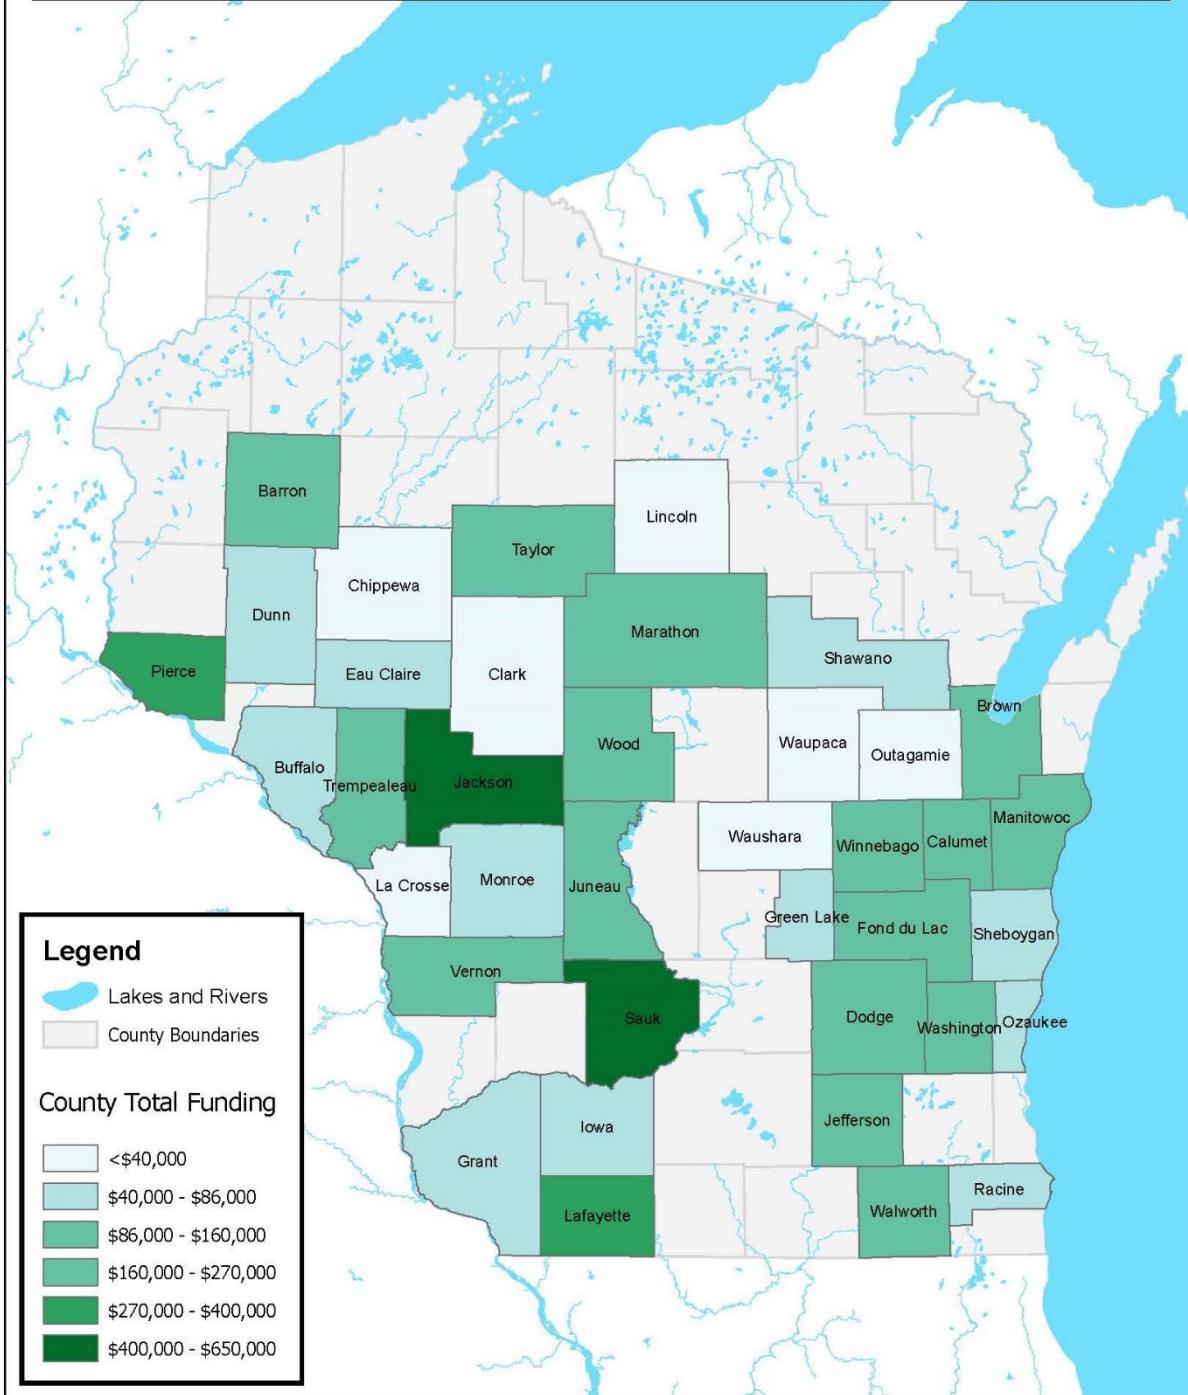 Barron
Lincoln
Taylor
Chippewa
Dunn
Marathon
Shawano
Pierce
Eau Claire
Clark
Brown
Wood
Waupaca
Outagamie
Buffalo
Trempealeau
Jackson
Manitowoc
Waushara
Winnebago
Calumet
La Crosse
Monroe
Juneau
Green Lake
Fond du Lac
Sheboygan
Vernon
Sauk
Dodge
Washington
Ozaukee
Jefferson
Iowa
Grant
Racine
Lafayette
Walworth
Legend
Lakes and Rivers
County Boundaries
County Total Funding
<$40,000
$40,000 - $86,000
$86,000 - $160,000
$160,000 - $270,000
$270,000 - $400,000
$400,000 - $650,000